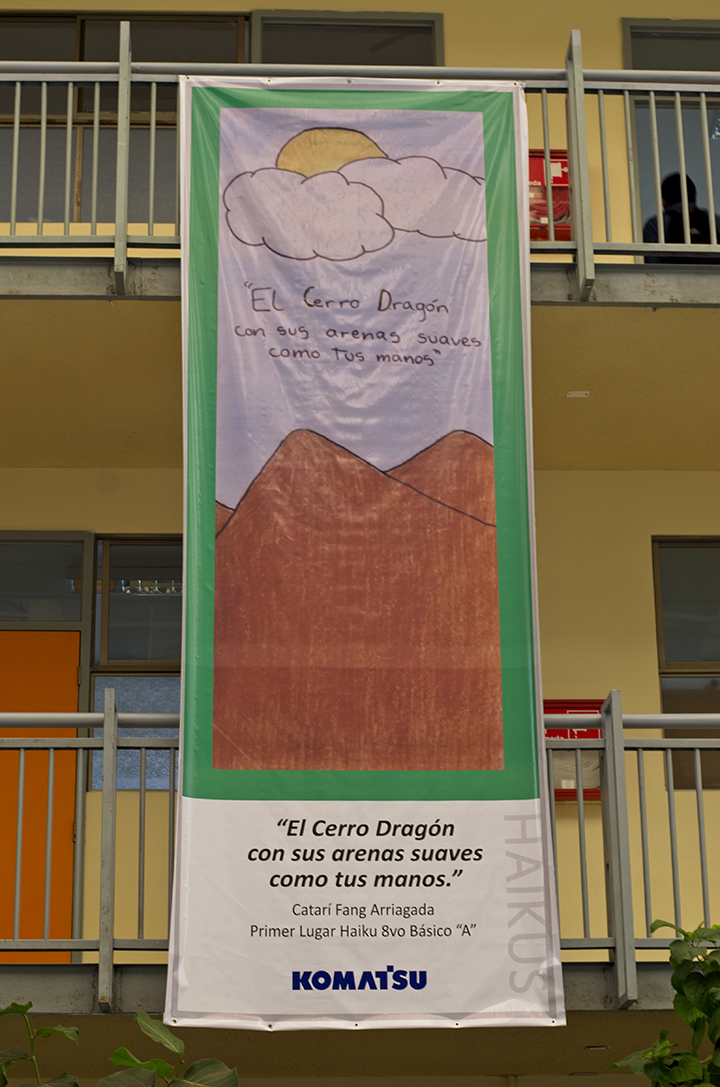 "EL Cerro Dragón
con sus arenas suaves
como tus manos"
"El Cerro Dragón
con sus arenas suaves
como tus manos."
Catarí Fang Arriagada
Primer Lugar Haiku 8vo Básico "A"
KOMATSU
HAIKUS